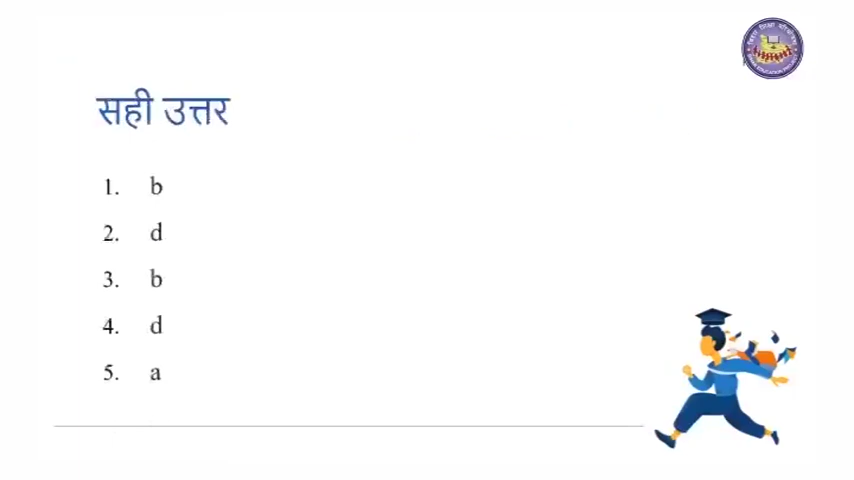 सही उत्तर
1. b
2. d
3. b
4. d
5. a